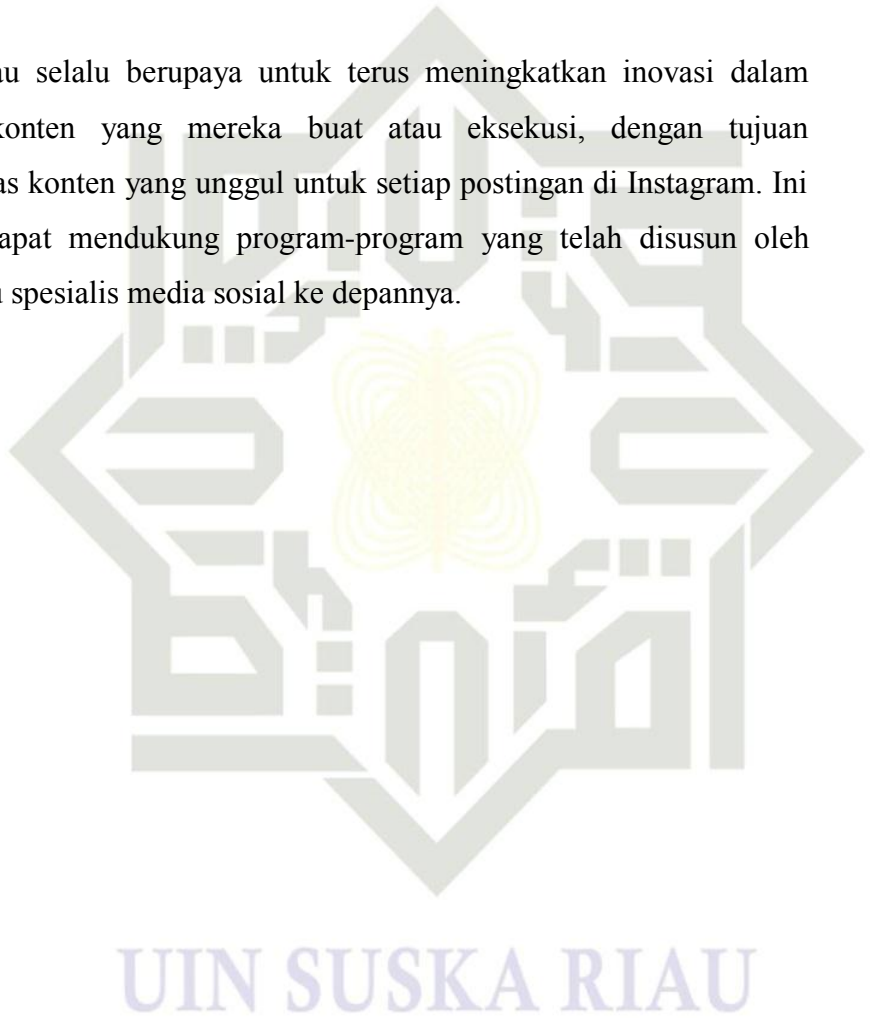 au selalu berupaya untuk terus meningkatkan inovasi dalam
konten yang mereka buat atau eksekusi, dengan tujuan
as konten yang unggul untuk setiap postingan di Instagram. Ini
apat mendukung program-program yang telah disusun oleh
spesialis media sosial ke depannya.
UIN SUSKA RIAU